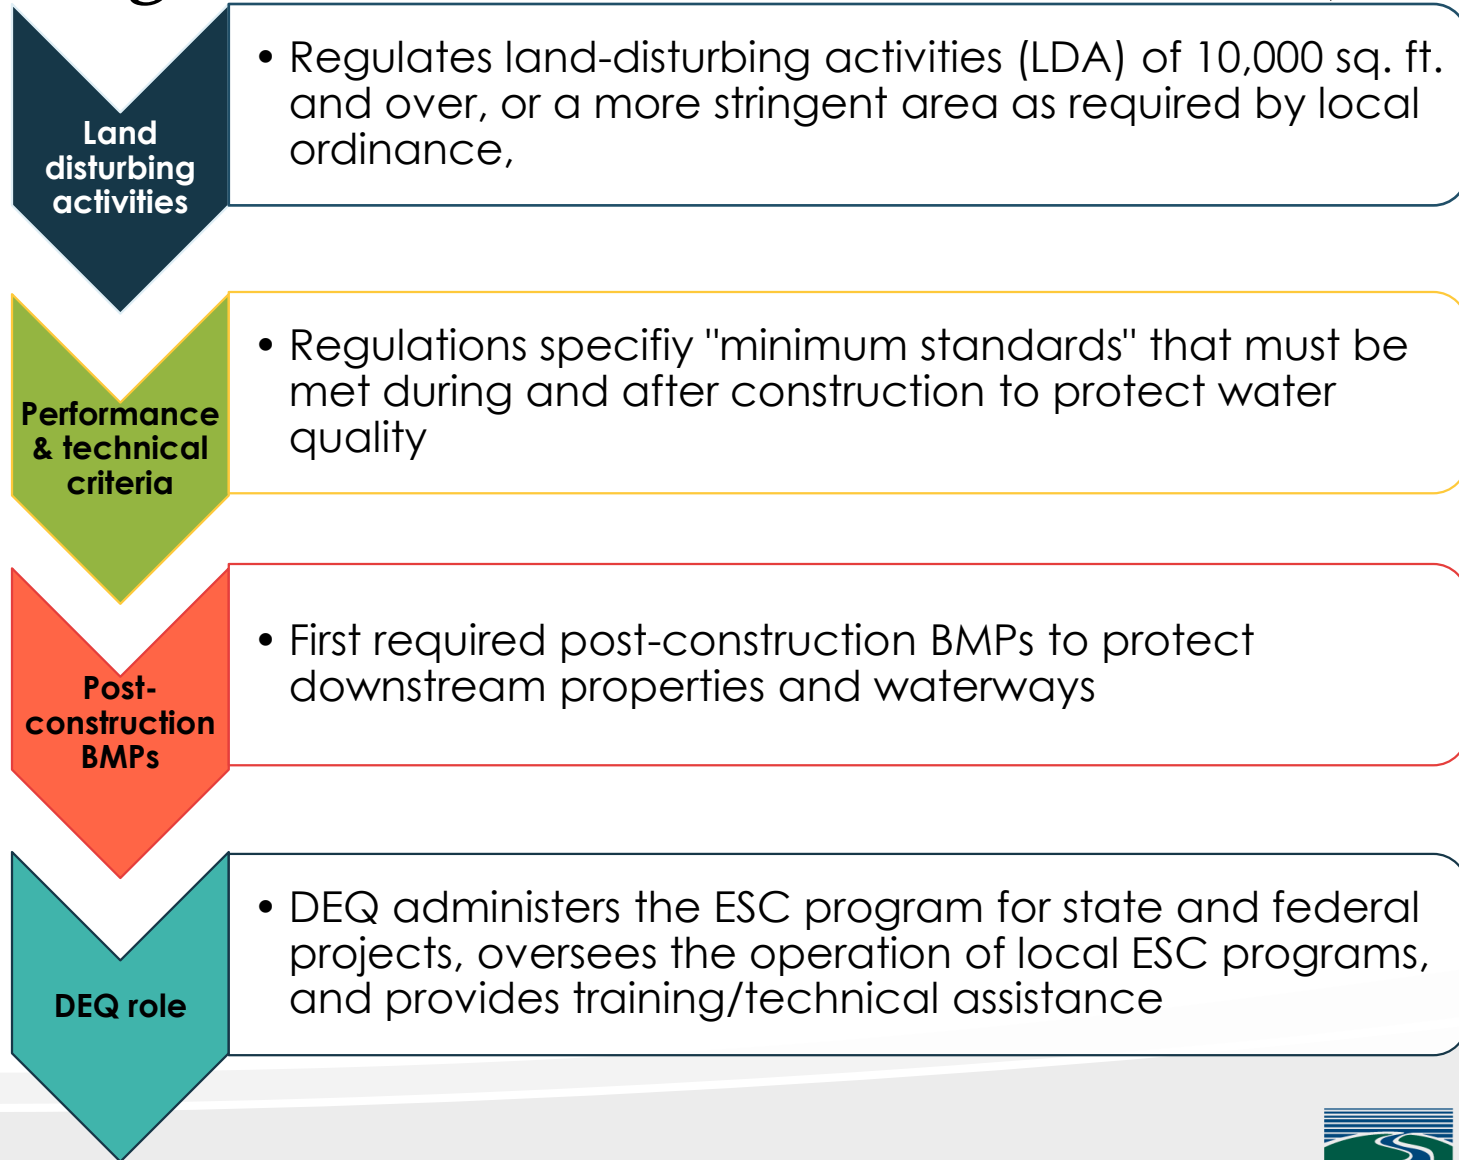 Land
disturbing
activities
• Regulates land-disturbing activities (LDA) of 10,000 sq. ft.
and over, or a more stringent area as required by local
ordinance,
Performance
& technical
criteria
• Regulations specifiy "minimum standards" that must be
met during and after construction to protect water
quality
Post-
construction
BMPs
• First required post-construction BMPs to protect
downstream properties and waterways
DEQ role
• DEQ administers the ESC program for state and federal
projects, oversees the operation of local ESC programs,
and provides training/technical assistance